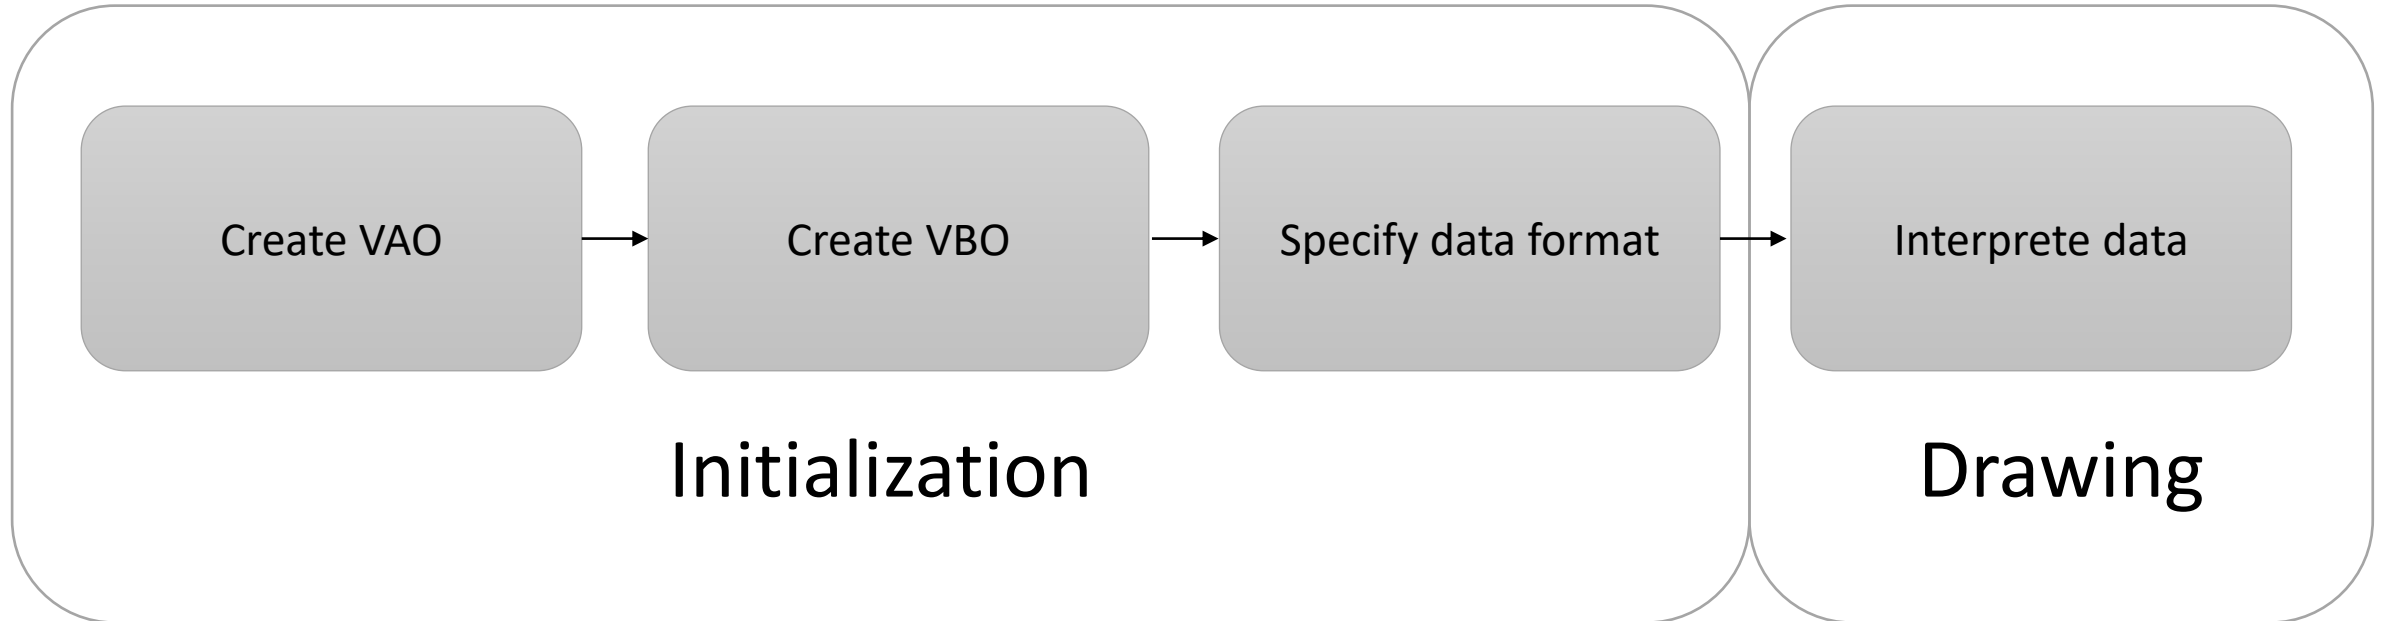 Create VAO
Create VBO
Specify data format
Interprete data
Initialization
Drawing